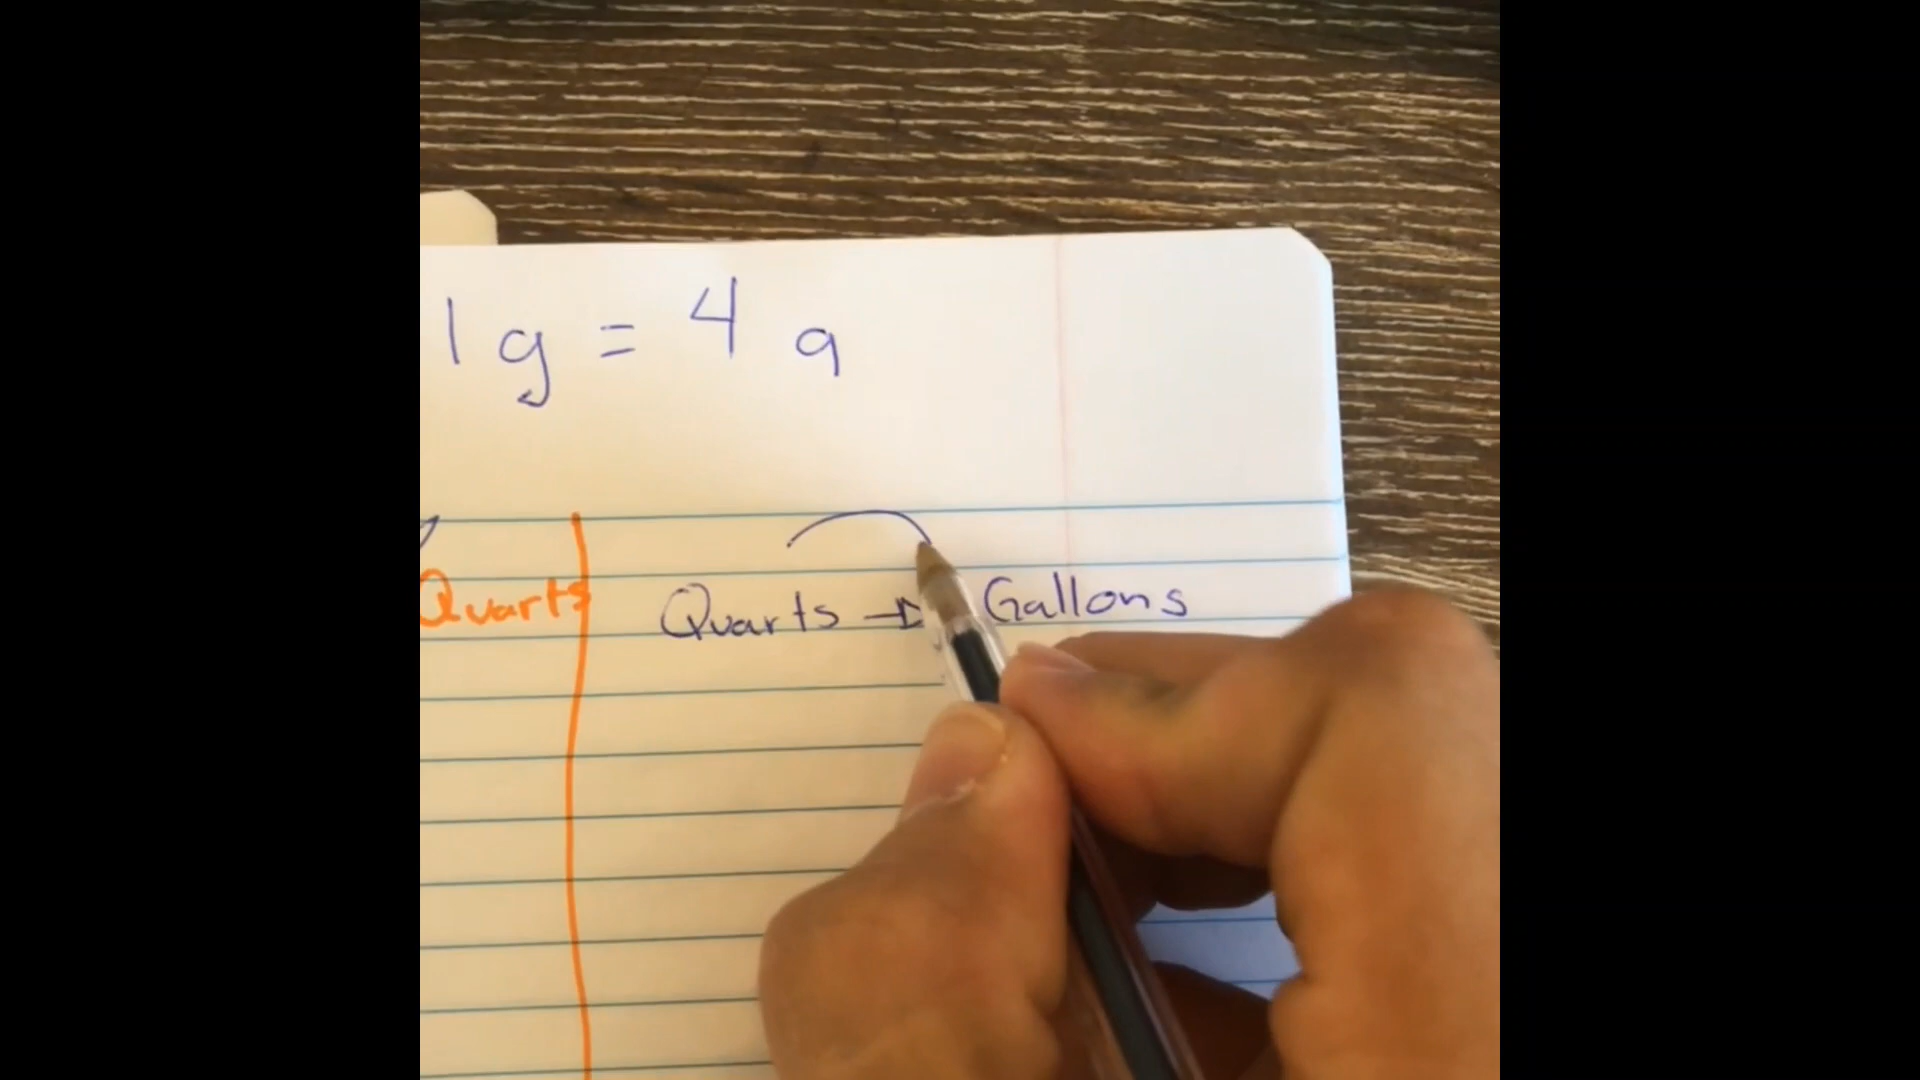 1 g = 4 q
Quarts
Quarts → Gallons